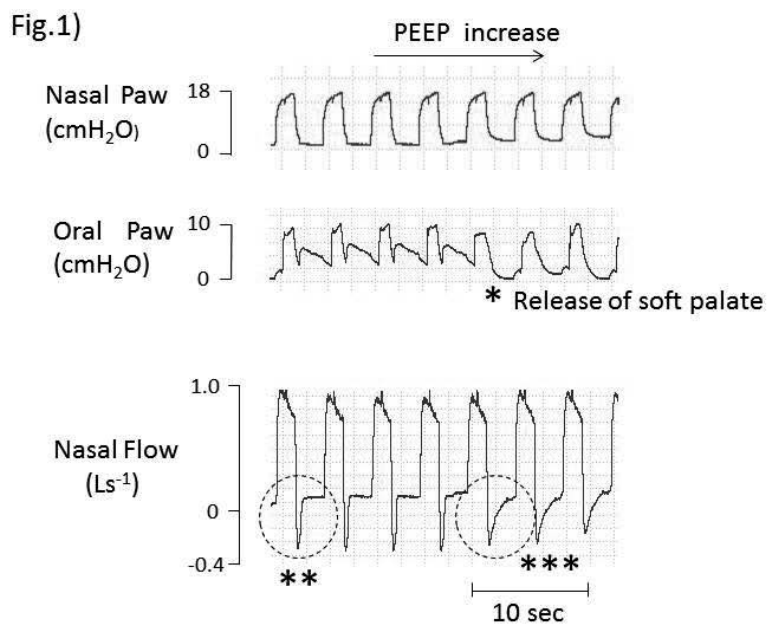 Fig.1)
PEEP increase
Nasal Paw
(cmH₂O)
18
0
Oral Paw
(cmH₂O)
10
0
* Release of soft palate
Nasal Flow
(Ls⁻¹)
1.0
0
-0.4
**
***
10 sec